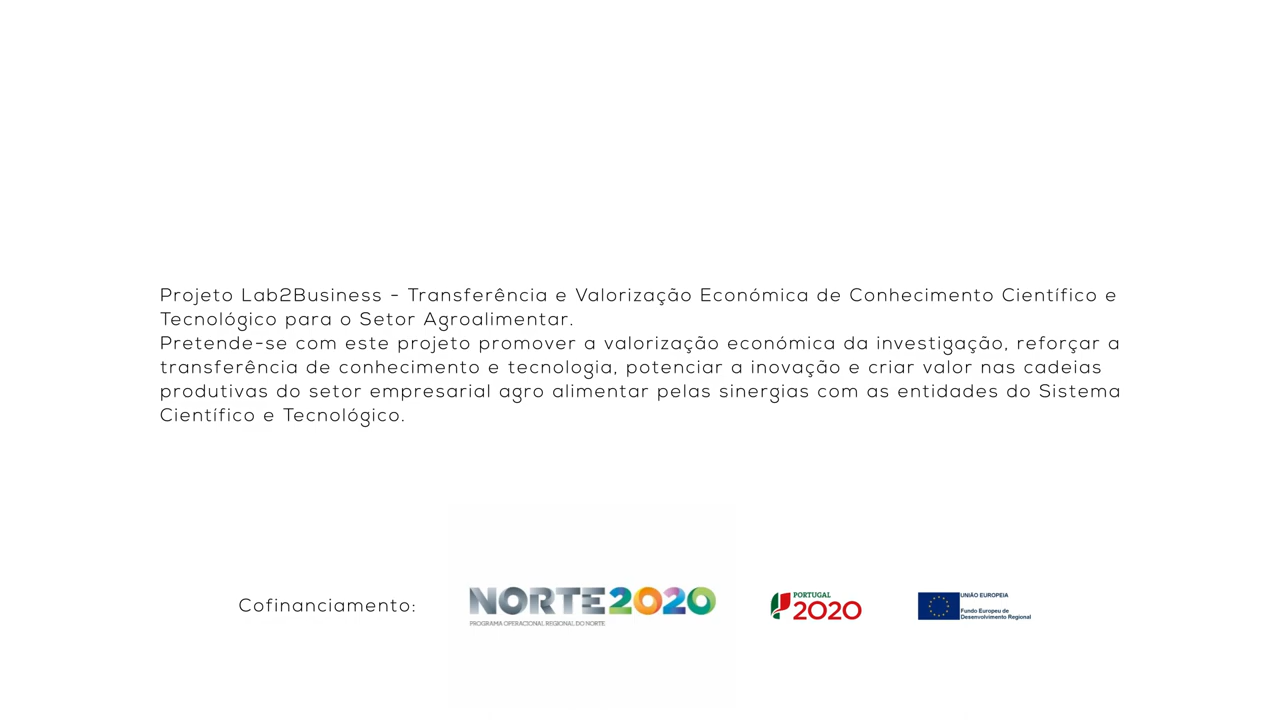 Projeto Lab2Business - Transferência e Valorização Económica de Conhecimento Científico e
Tecnológico para o Setor Agroalimentar.
Pretende-se com este projeto promover a valorização económica da investigação, reforçar a
transferência de conhecimento e tecnologia, potenciar a inovação e criar valor nas cadeias
produtivas do setor empresarial agro alimentar pelas sinergias com as entidades do Sistema
Científico e Tecnológico.
Cofinanciamento:
NORTE2020
PROGRAMA OPERACIONAL REGIONAL DO NORTE
PORTUGAL
2020
UNIÃO EUROPEIA
Fundo Europeu de
Desenvolvimento Regional